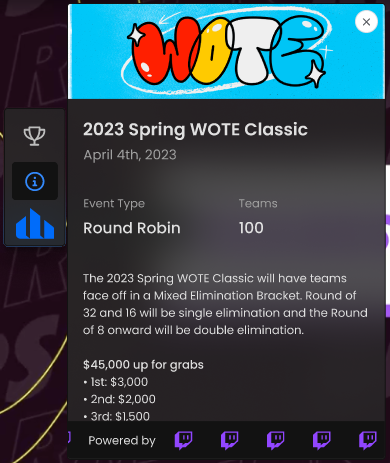 WOTE
2023 Spring WOTE Classic
April 4th, 2023
Event Type
Teams
Round Robin
100
The 2023 Spring WOTE Classic will have teams
face off in a Mixed Elimination Bracket. Round of
32 and 16 will be single elimination and the Round
of 8 onward will be double elimination.
$45,000 up for grabs
• 1st: $3,000
• 2nd: $2,000
• 3rd: $1,500
Powered by